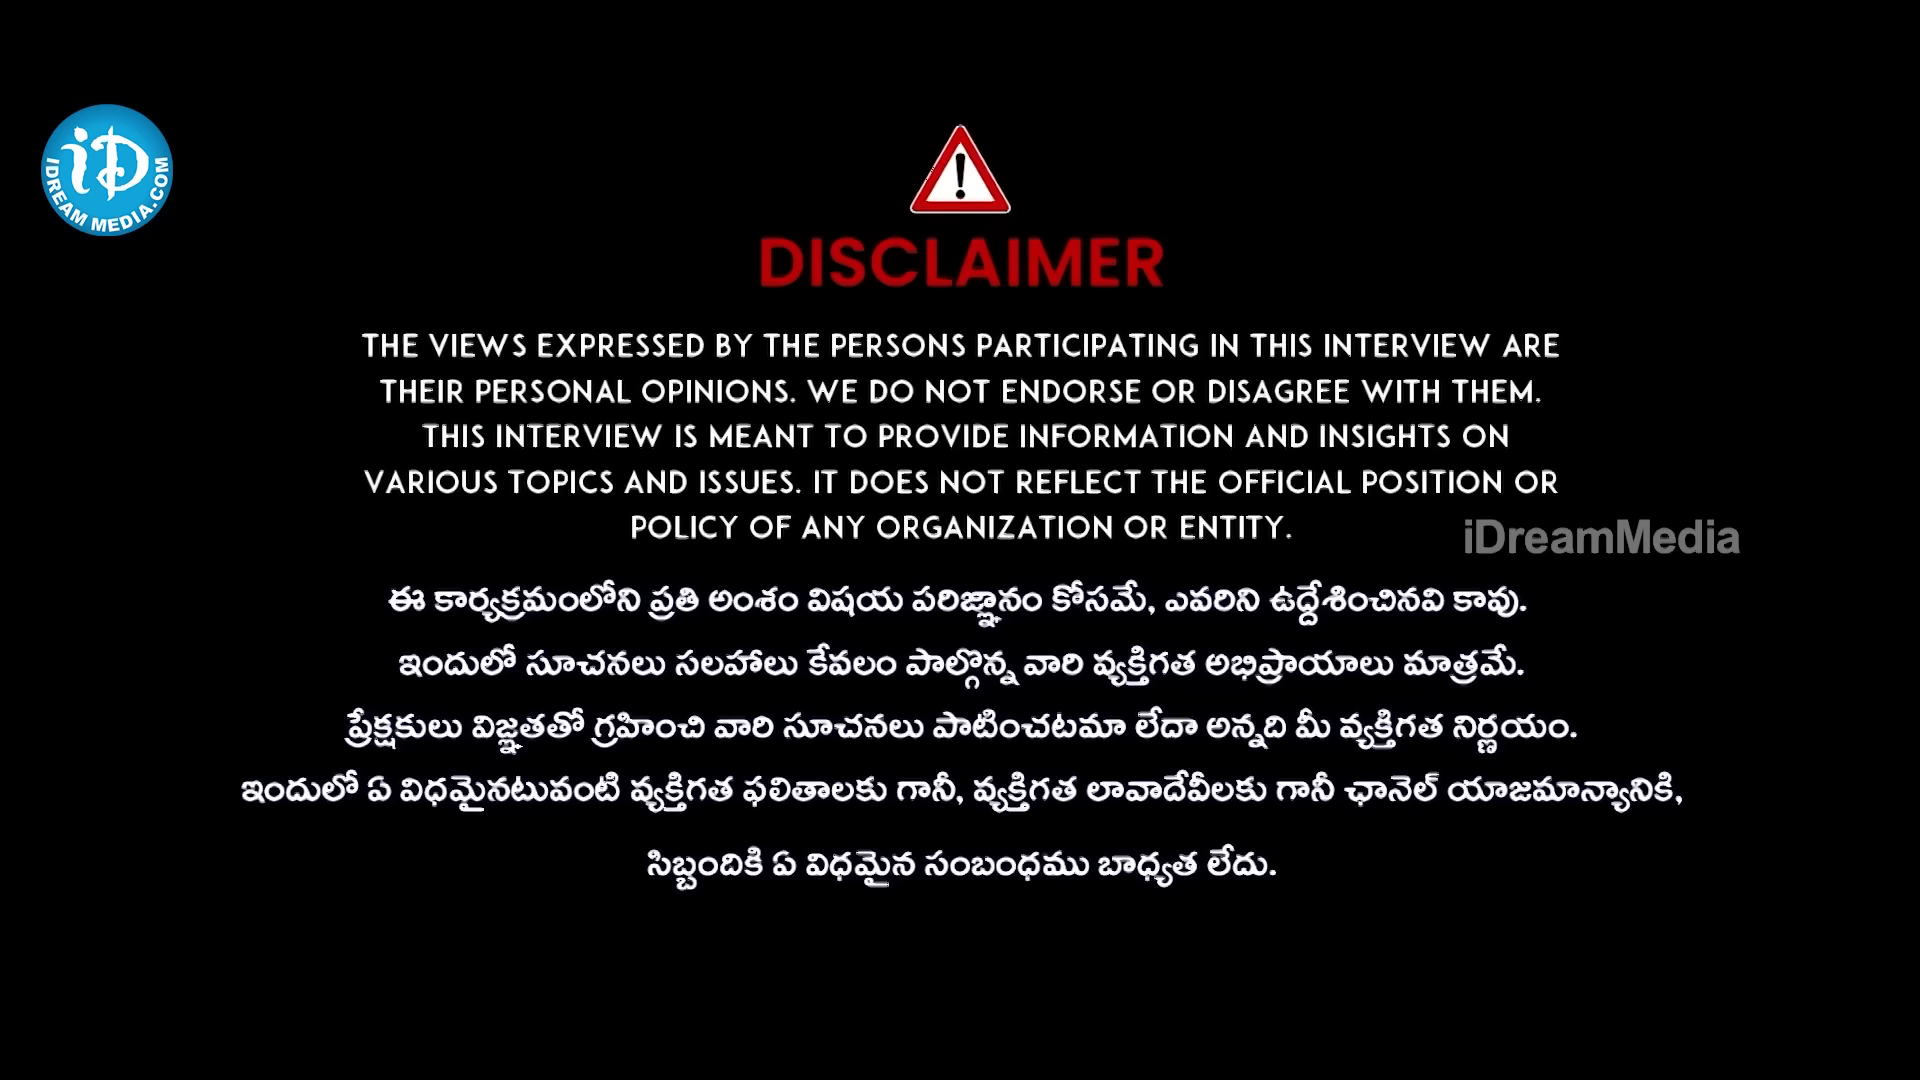 iD
IDREAM MEDIA.COM
DISCLAIMER
THE VIEWS EXPRESSED BY THE PERSONS PARTICIPATING IN THIS INTERVIEW ARE
THEIR PERSONAL OPINIONS. WE DO NOT ENDORSE OR DISAGREE WITH THEM.
THIS INTERVIEW IS MEANT TO PROVIDE INFORMATION AND INSIGHTS ON
VARIOUS TOPICS AND ISSUES. IT DOES NOT REFLECT THE OFFICIAL POSITION OR
POLICY OF ANY ORGANIZATION OR ENTITY.
iDreamMedia
ఈ కార్యక్రమంలోని ప్రతి అంశం విషయ పరిజ్ఞానం కోసమే, ఎవరిని ఉద్దేశించినవి కావు.
ఇందులో సూచనలు సలహాలు కేవలం పాల్గొన్న వారి వ్యక్తిగత అభిప్రాయాలు మాత్రమే.
ప్రేక్షకులు విజ్ఞతతో గ్రహించి వారి సూచనలు పాటించటమా లేదా అన్నది మీ వ్యక్తిగత నిర్ణయం.
ఇందులో ఏ విధమైనటువంటి వ్యక్తిగత ఫలితాలకు గానీ, వ్యక్తిగత లావాదేవీలకు గానీ ఛానెల్ యాజమాన్యానికి,
సిబ్బందికి ఏ విధమైన సంబంధము బాధ్యత లేదు.